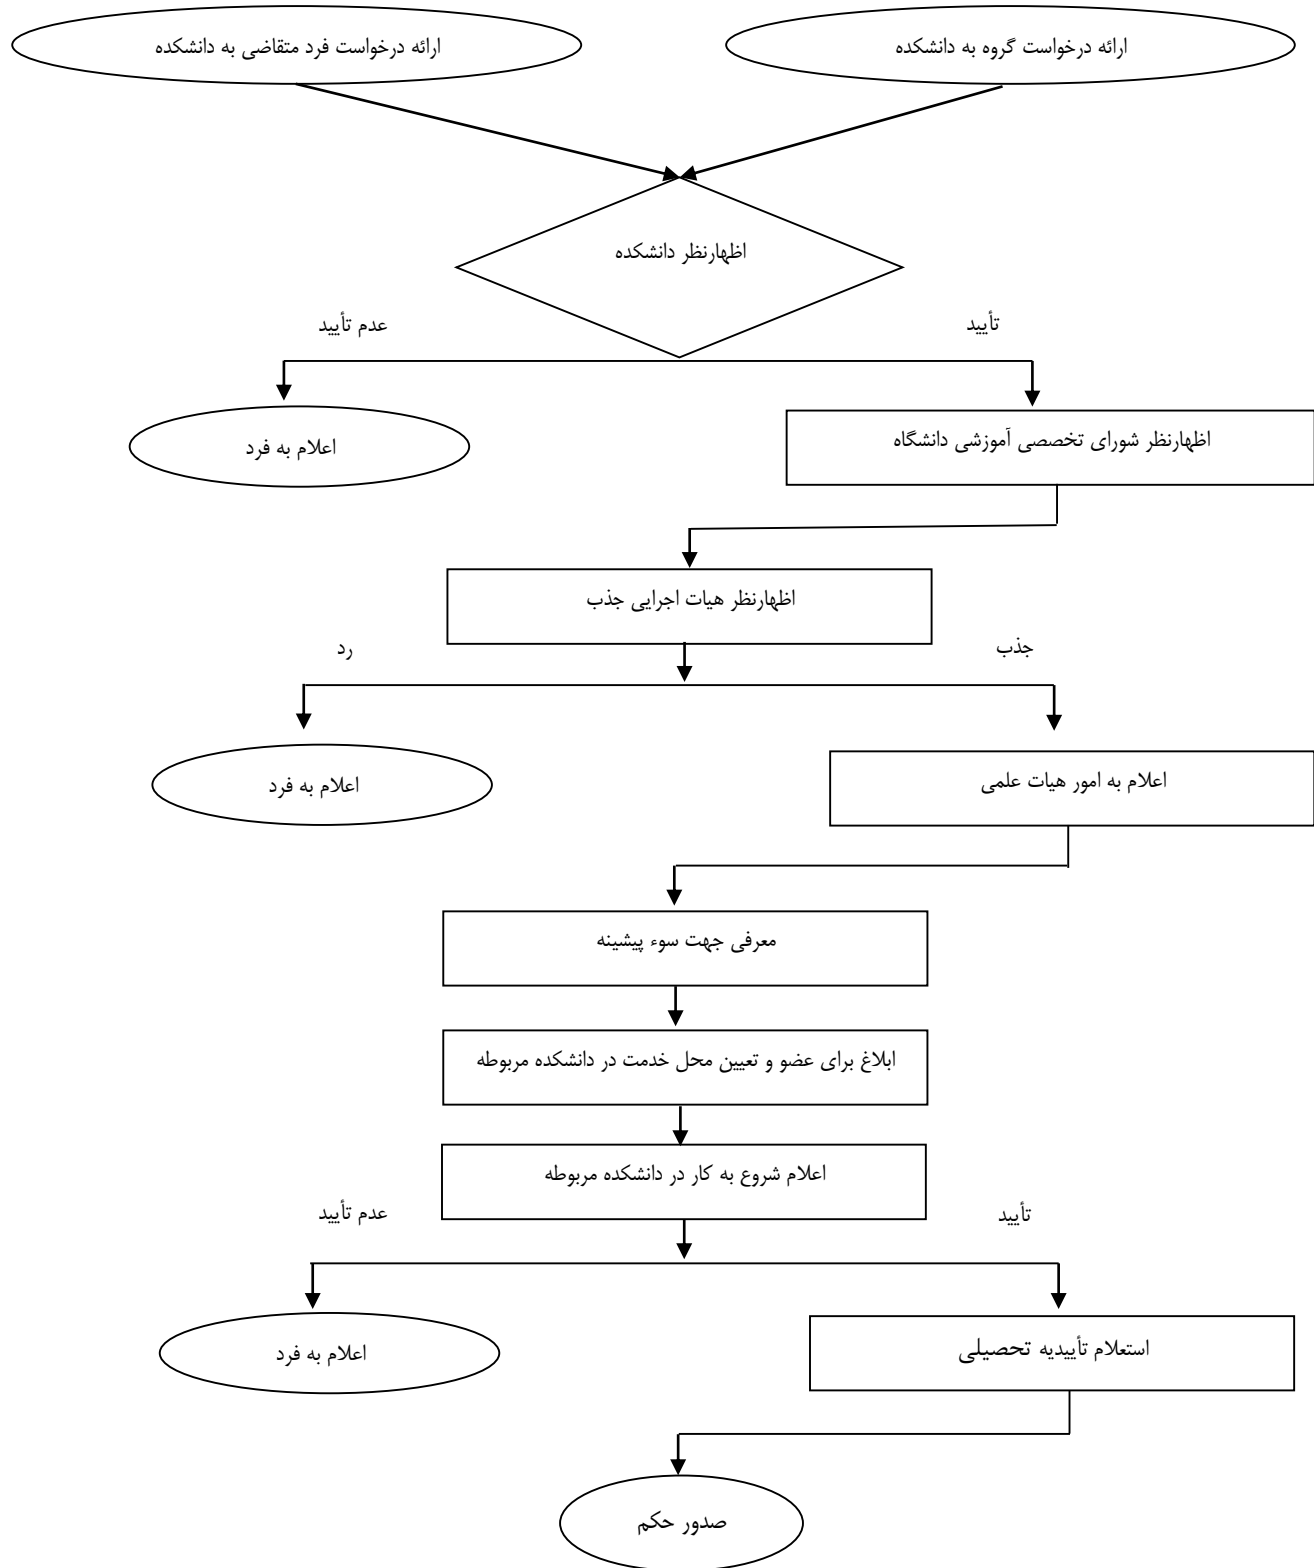 ارائه درخواست گروه به دانشکده
ارائه درخواست فرد متقاضی به دانشکده
اظهارنظر دانشکده
تأیید
عدم تأیید
اظهارنظر شورای تخصصی آموزشی دانشگاه
اعلام به فرد
اظهارنظر هیات اجرایی جذب
جذب
رد
اعلام به امور هیات علمی
اعلام به فرد
معرفی جهت سوء پیشینه
ابلاغ برای عضو و تعیین محل خدمت در دانشکده مربوطه
اعلام شروع به کار در دانشکده مربوطه
تأیید
عدم تأیید
استعلام تأییدیه تحصیلی
اعلام به فرد
صدور حکم